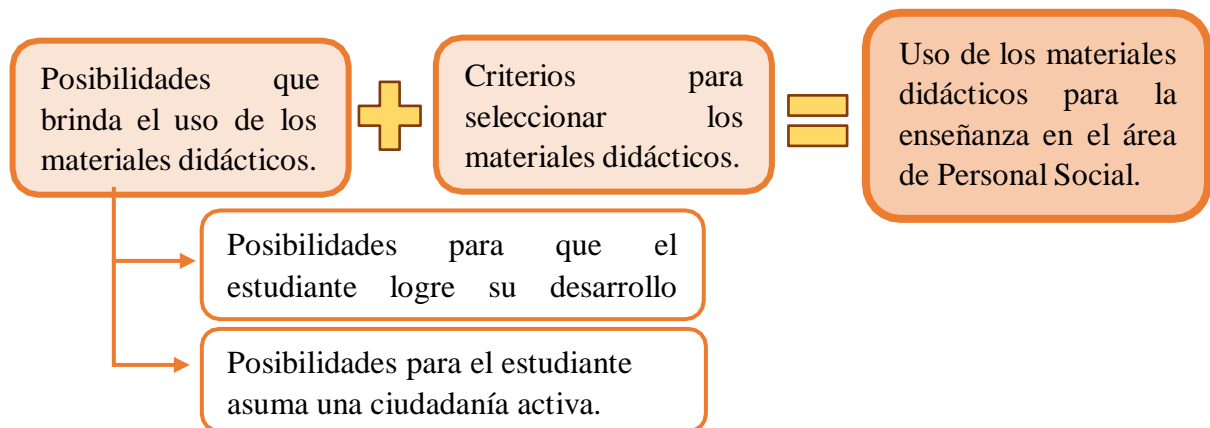 Posibilidades que
brinda el uso de los
materiales didácticos.
Criterios para
seleccionar los
materiales didácticos.
Uso de los materiales
didácticos para la
enseñanza en el área
de Personal Social.
Posibilidades para que el
estudiante logre su desarrollo
Posibilidades para el estudiante
asuma una ciudadanía activa.